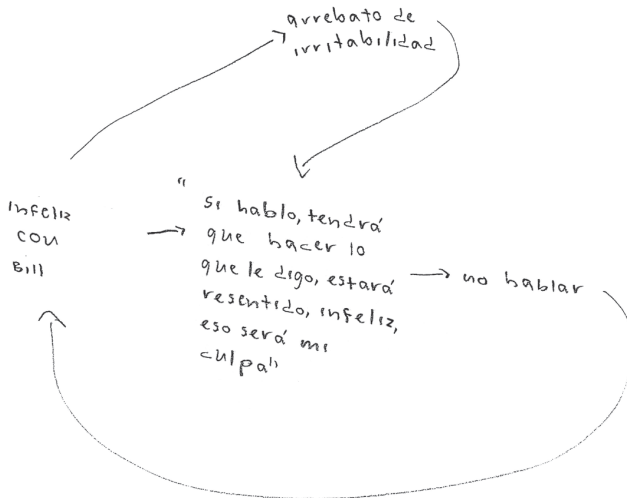 arrebato de
irritabilidad
infeliz
con
Bill
"
Si hablo, tendrá
que hacer lo
que le digo, estará
resentido, infeliz,
eso será mi
culpa"
no hablar